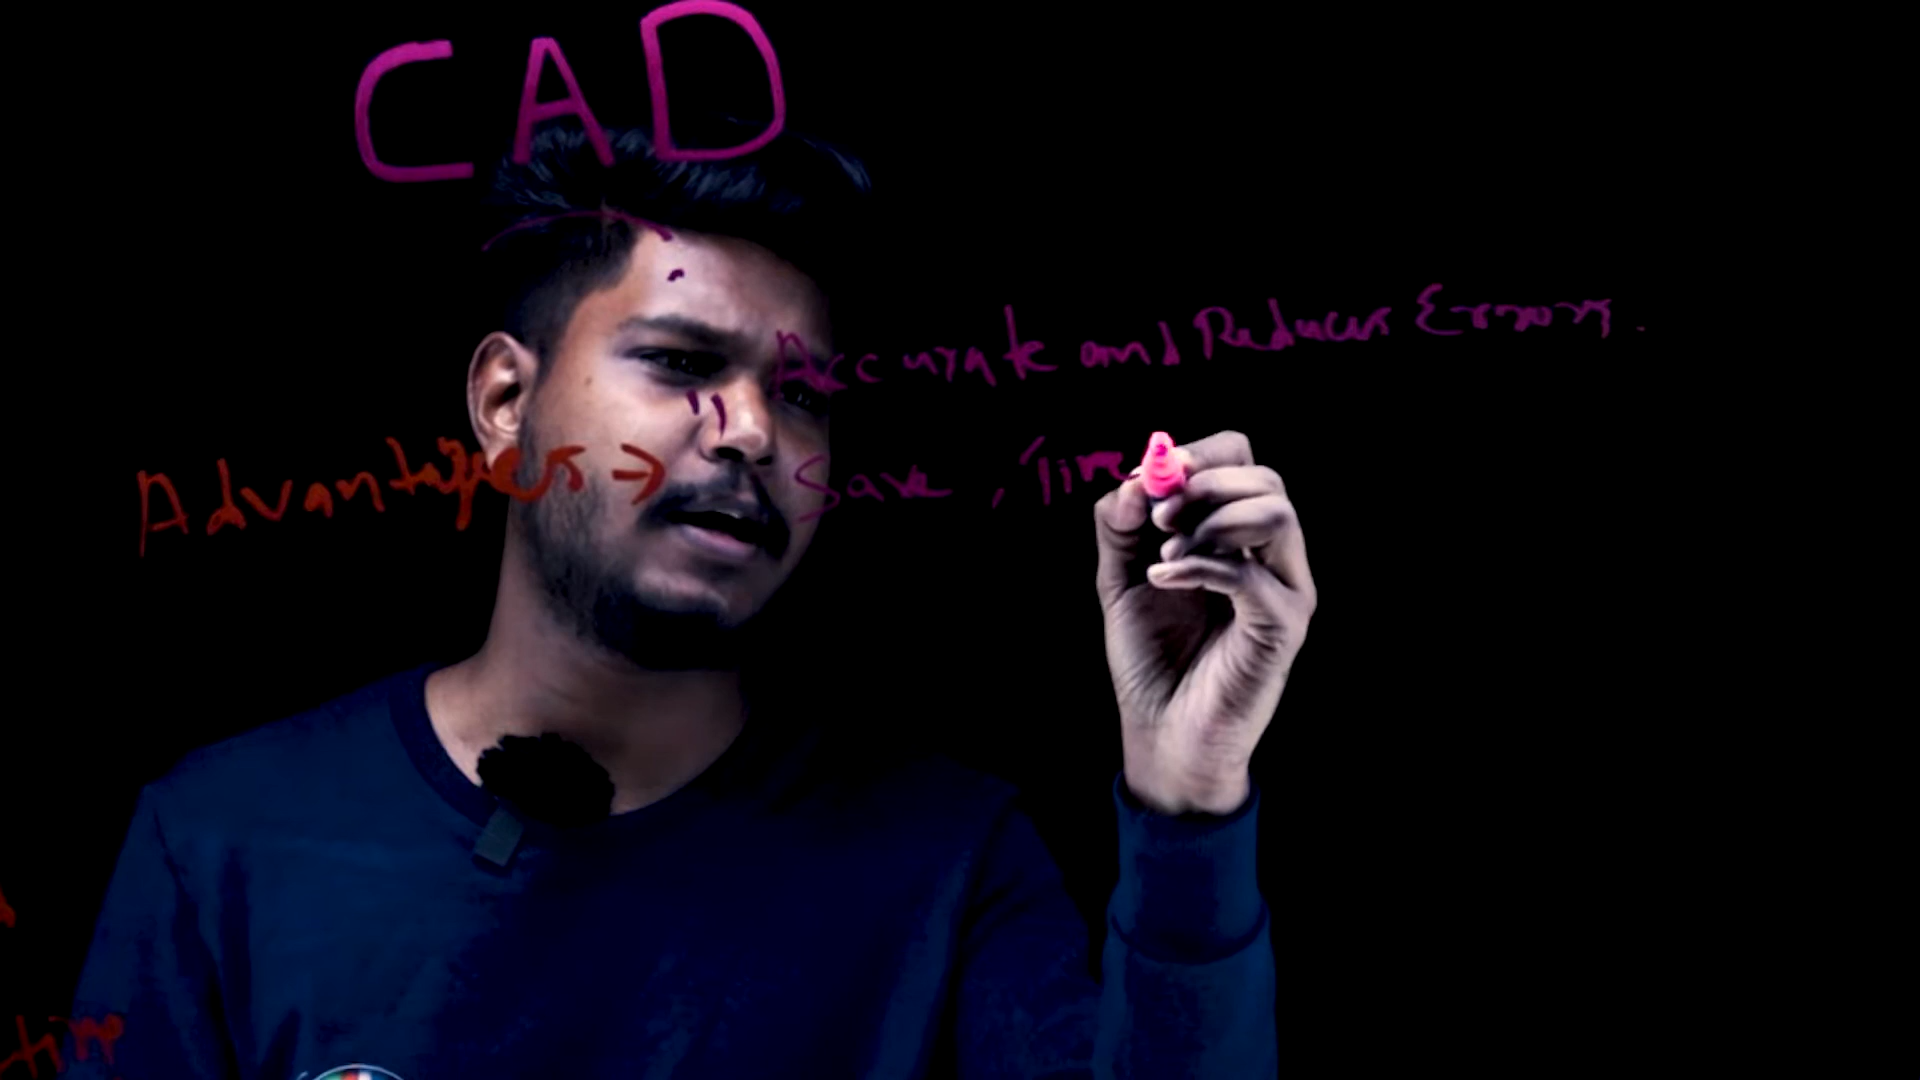 CAD
Accurate and Reduces Errors.
Advantages → Save, Time